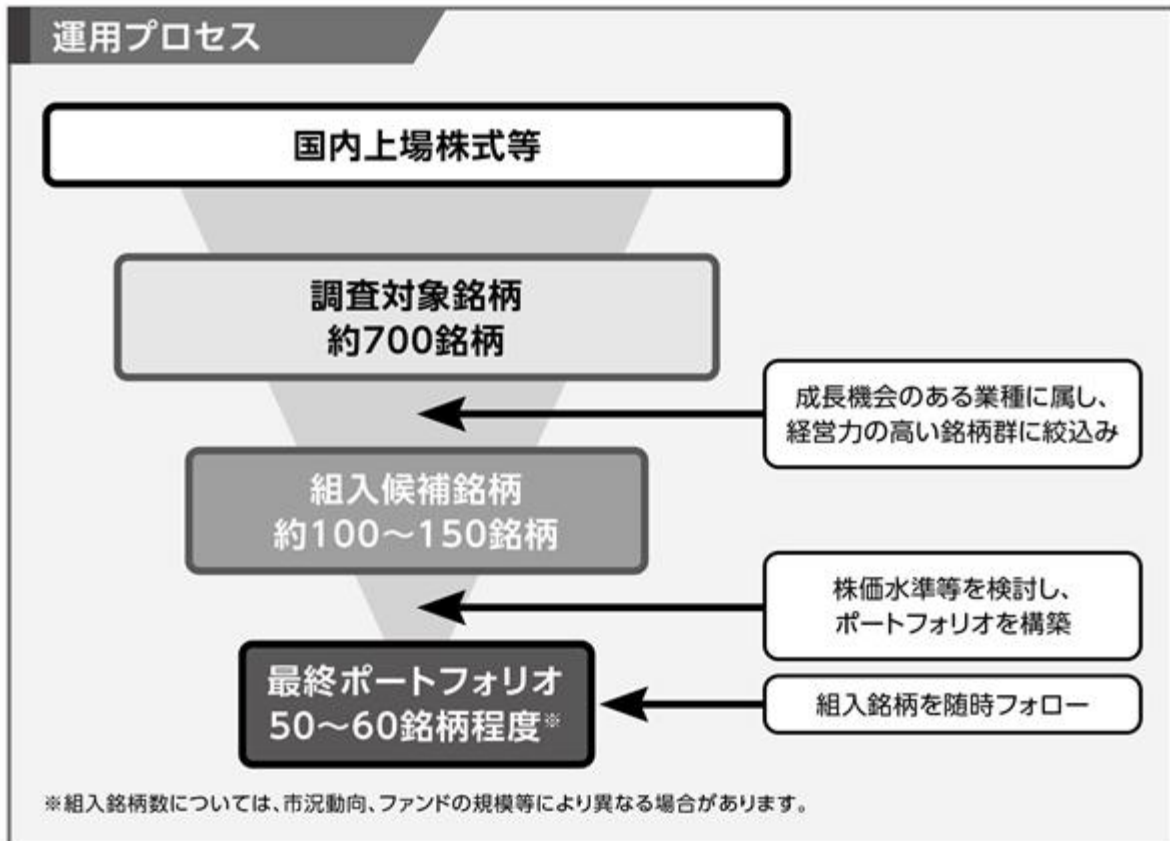 運用プロセス
国内上場株式等
調査対象銘柄
約700銘柄
成長機会のある業種に属し、
経営力の高い銘柄群に絞込み
組入候補銘柄
約100～150銘柄
株価水準等を検討し、
ポートフォリオを構築
最終ポートフォリオ
50～60銘柄程度※
組入銘柄を随時フォロー
※組入銘柄数については、市況動向、ファンドの規模等により異なる場合があります。